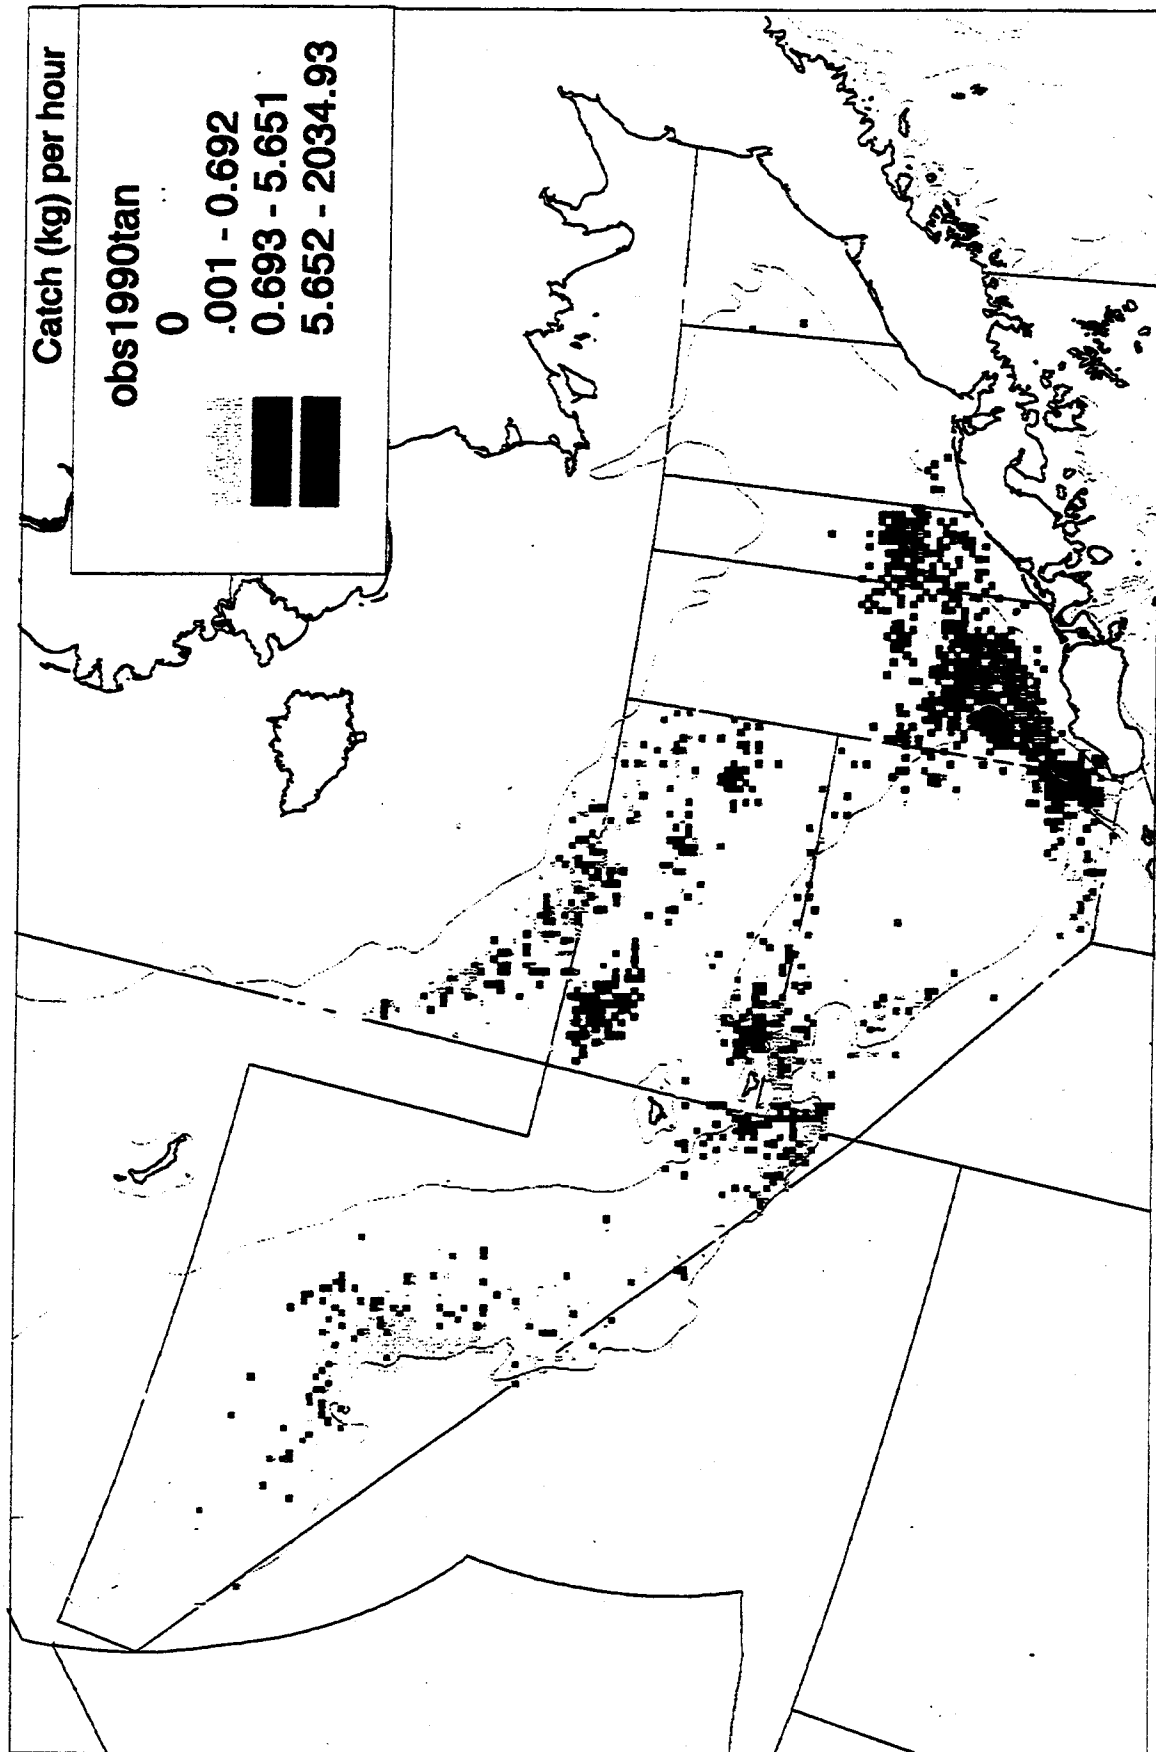 Catch (kg) per hour
obs1990tan
0
.001 - 0.692
0.693 - 5.651
5.652 - 2034.93